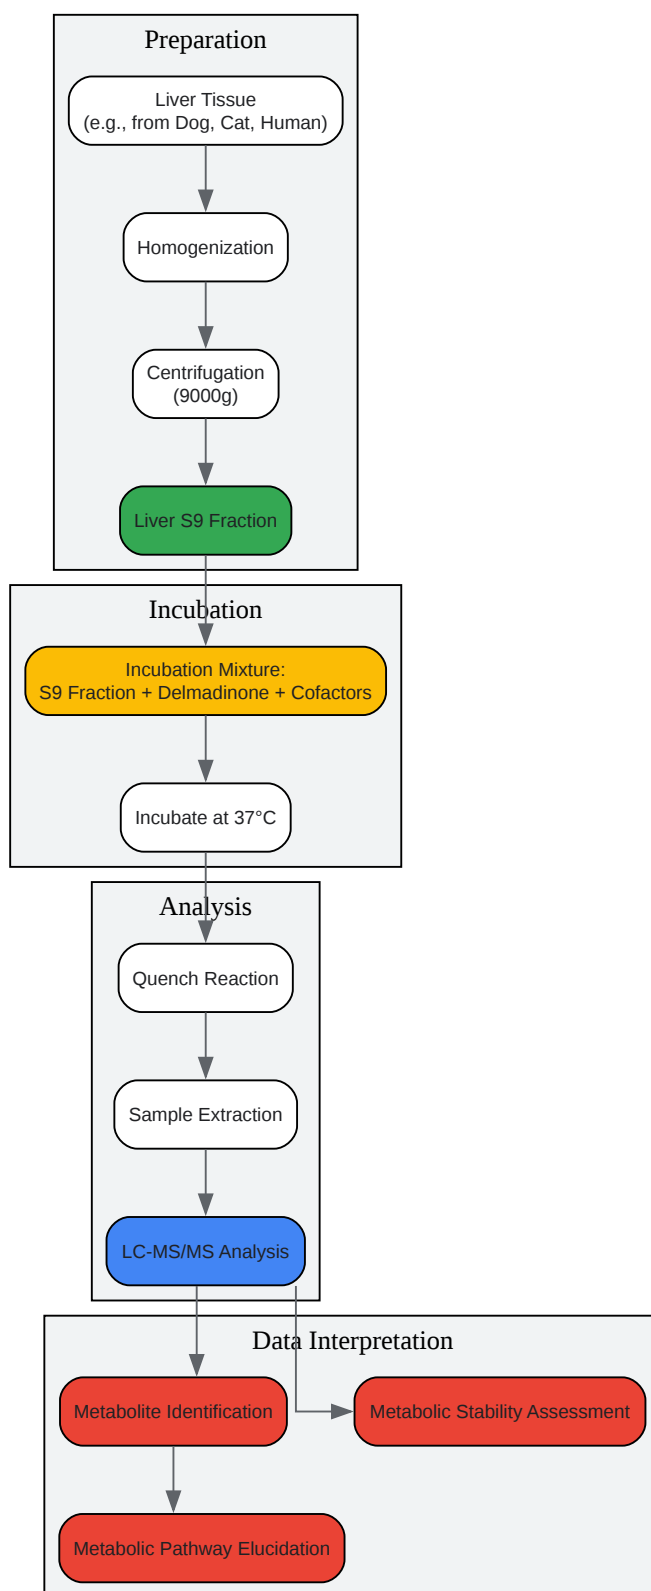 Preparation
Liver Tissue
(e.g., from Dog, Cat, Human)
Homogenization
Centrifugation
(9000g)
Liver S9 Fraction
Incubation
Incubation Mixture:
S9 Fraction + Delmadinone + Cofactors
Incubate at 37°C
Analysis
Quench Reaction
Sample Extraction
LC-MS/MS Analysis
Data Interpretation
Metabolite Identification
Metabolic Stability Assessment
Metabolic Pathway Elucidation